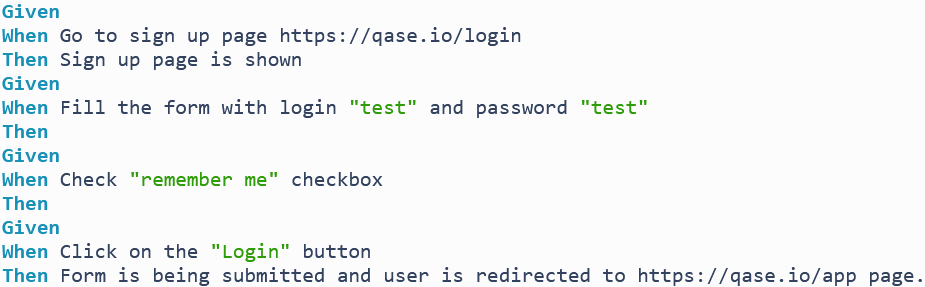 Given
When Go to sign up page https://qase.io/login
Then Sign up page is shown
Given
When Fill the form with login "test" and password "test"
Then
Given
When Check "remember me" checkbox
Then
Given
When Click on the "Login" button
Then Form is being submitted and user is redirected to https://qase.io/app page.